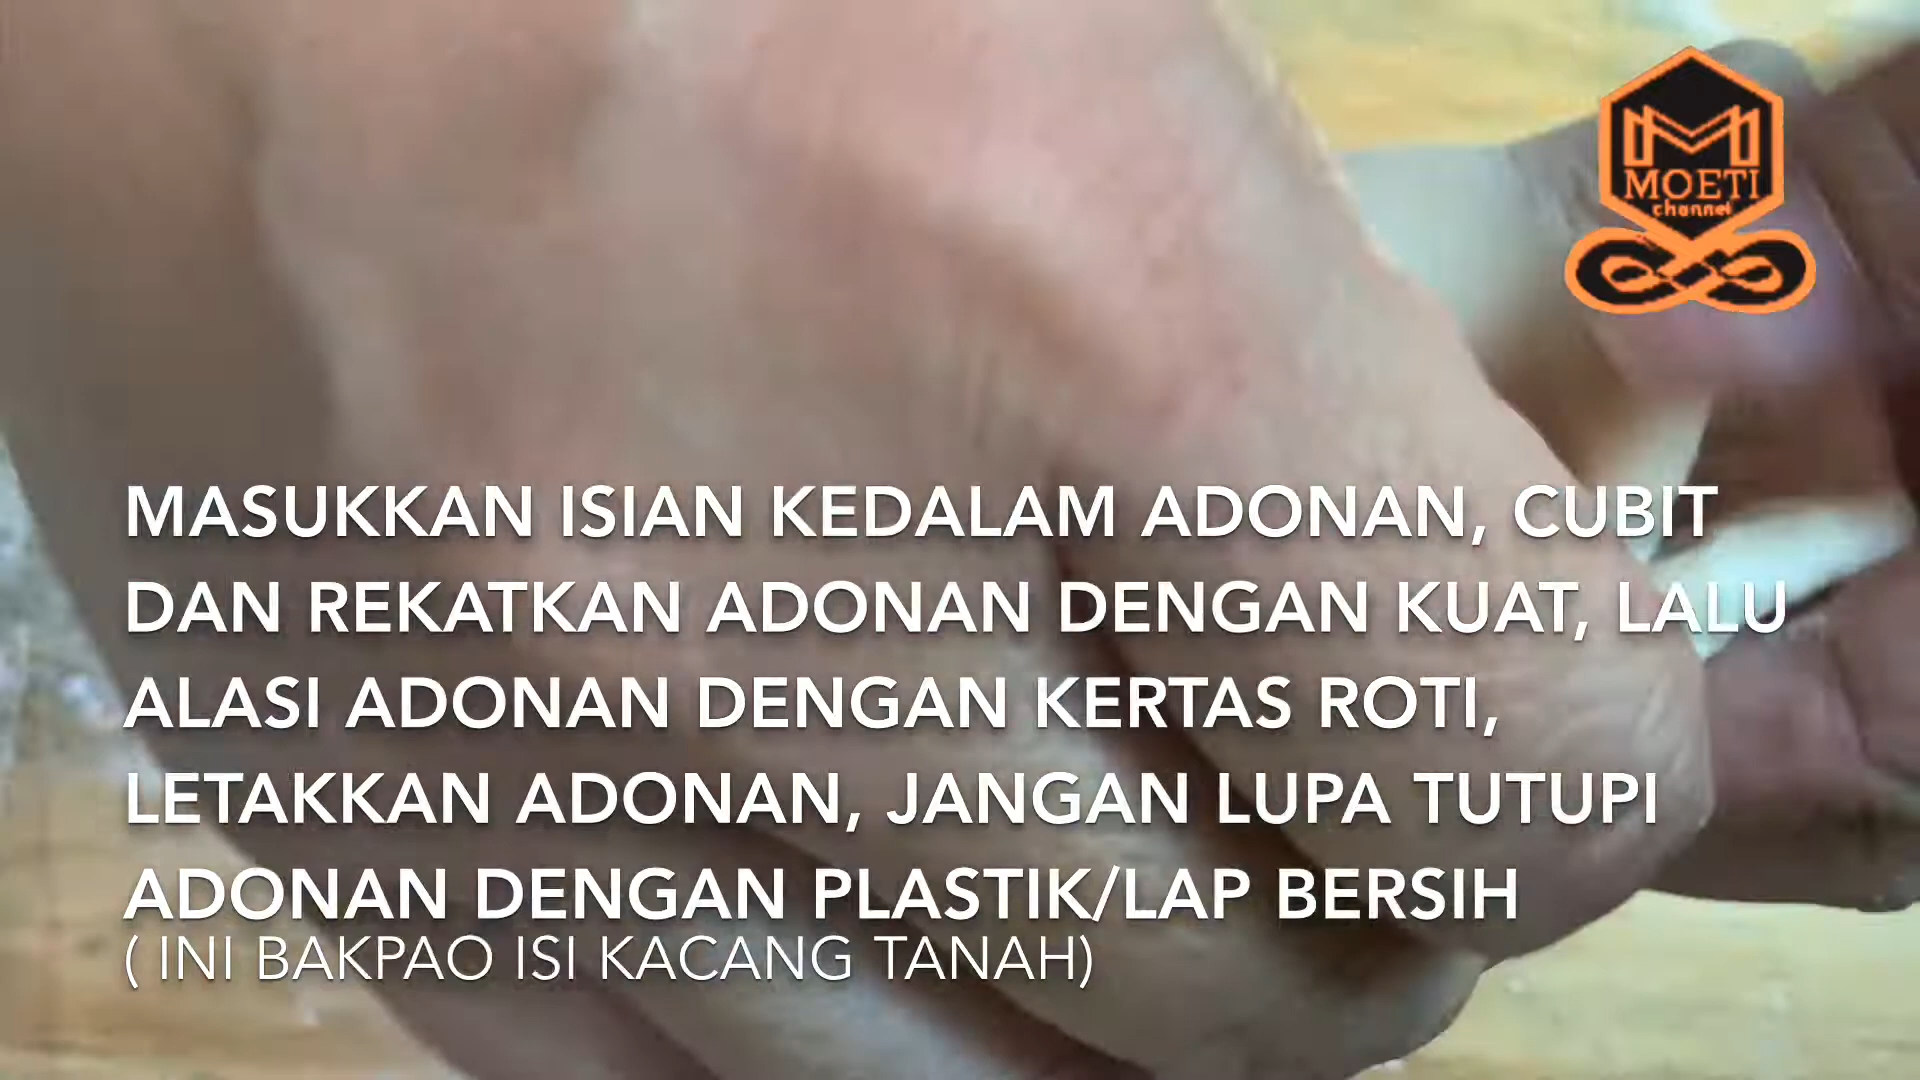 MOETI
channel
MASUKKAN ISIAN KEDALAM ADONAN, CUBIT
DAN REKATKAN ADONAN DENGAN KUAT, LALU
ALASI ADONAN DENGAN KERTAS ROTI,
LETAKKAN ADONAN, JANGAN LUPA TUTUPI
ADONAN DENGAN PLASTIK/LAP BERSIH
( INI BAKPAO ISI KACANG TANAH)